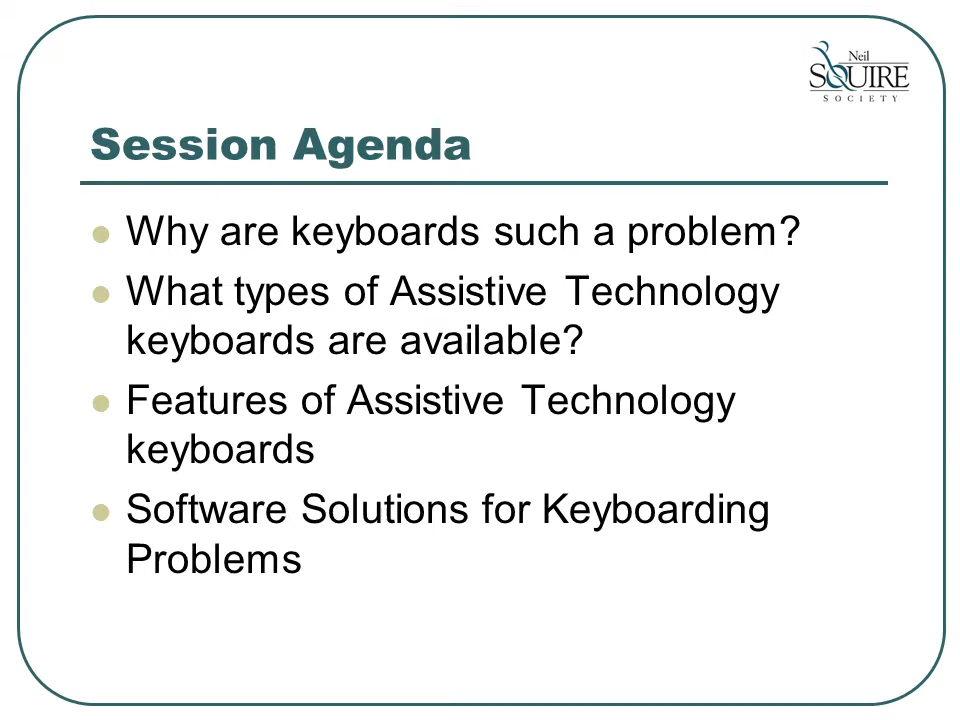 Neil
SQUIRE
SOCIETY
Session Agenda
Why are keyboards such a problem?
What types of Assistive Technology
keyboards are available?
Features of Assistive Technology
keyboards
Software Solutions for Keyboarding
Problems